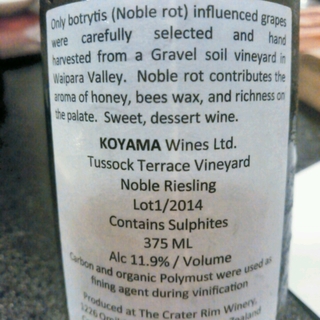 Only botrytis (Noble rot) influenced grapes
were carefully selected and hand
harvested from a Gravel soil vineyard in
Waipara Valley. Noble rot contributes the
aroma of honey, bees wax, and richness on
the palate. Sweet, dessert wine.
KOYAMA Wines Ltd.
Tussock Terrace Vineyard
Noble Riesling
Lot1/2014
Contains Sulphites
375 ML
Alc 11.9% / Volume
Carbon and organic Polymust were used as
fining agent during vinification
Produced at The Crater Rim Winery,
1226